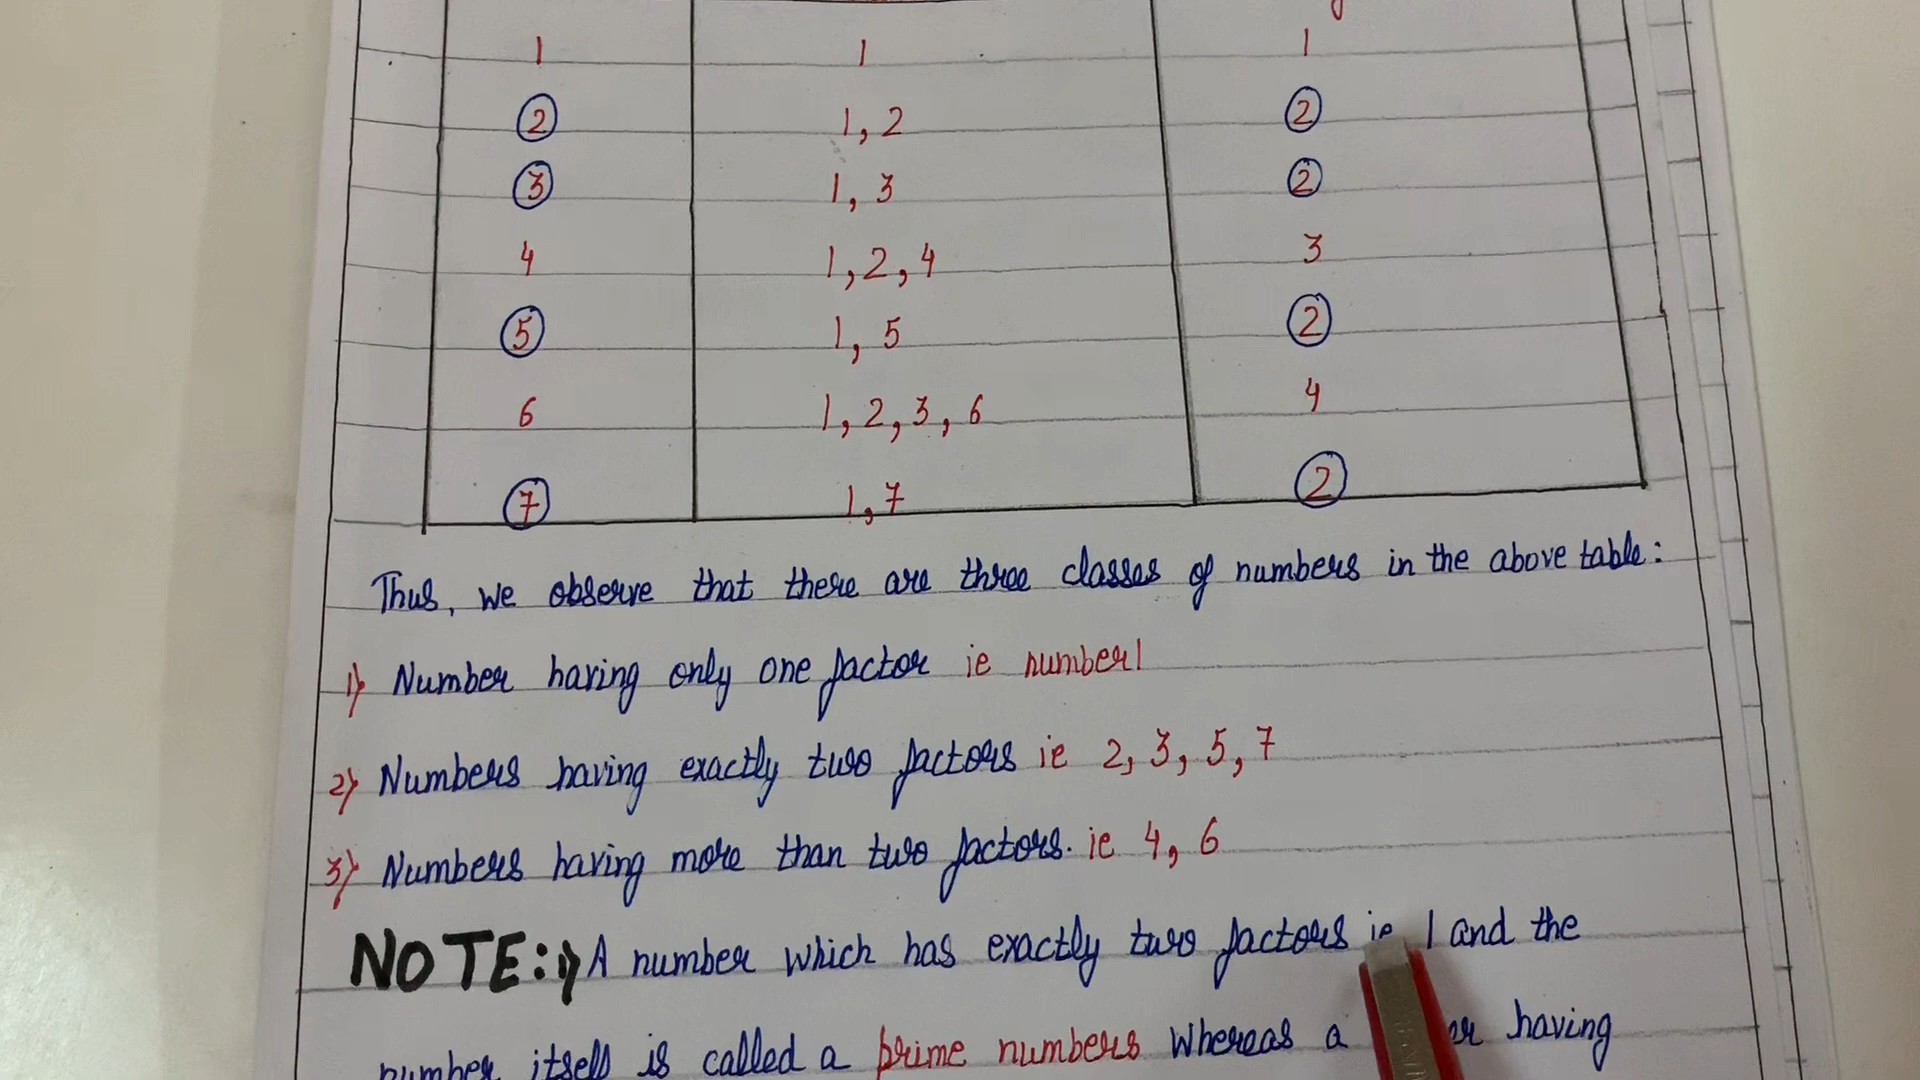 1 1 1
2 1, 2 2
3 1, 3 2
4 1, 2, 4 3
5 1, 5 2
6 1, 2, 3, 6 4
7 1, 7 2
Thus, we observe that there are three classes of numbers in the above table:
1) Number having only one factor ie number 1
2) Numbers having exactly two factors ie 2, 3, 5, 7
3) Numbers having more than two factors. ie 4, 6
NOTE: 1) A number which has exactly two factors ie 1 and the
number itself is called a prime numbers whereas a having